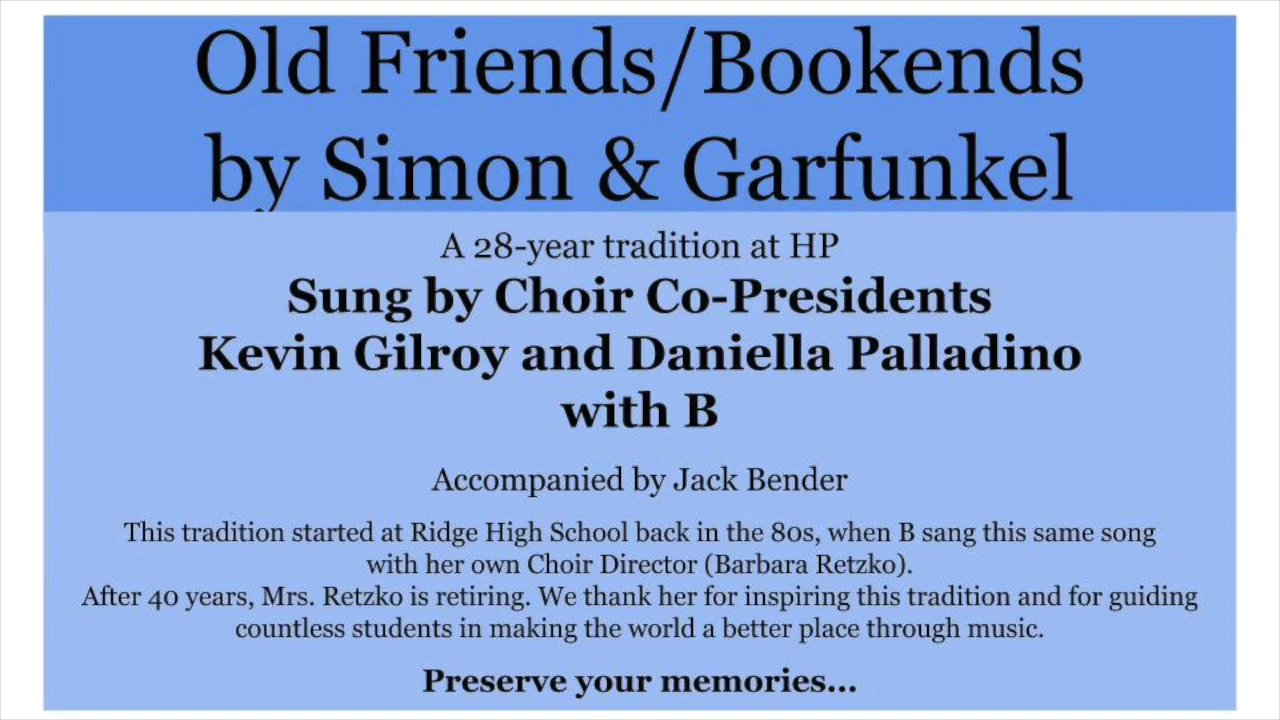 Old Friends/Bookends
by Simon & Garfunkel
A 28-year tradition at HP
Sung by Choir Co-Presidents
Kevin Gilroy and Daniella Palladino
with B
Accompanied by Jack Bender
This tradition started at Ridge High School back in the 80s, when B sang this same song
with her own Choir Director (Barbara Retzko).
After 40 years, Mrs. Retzko is retiring. We thank her for inspiring this tradition and for guiding
countless students in making the world a better place through music.
Preserve your memories...